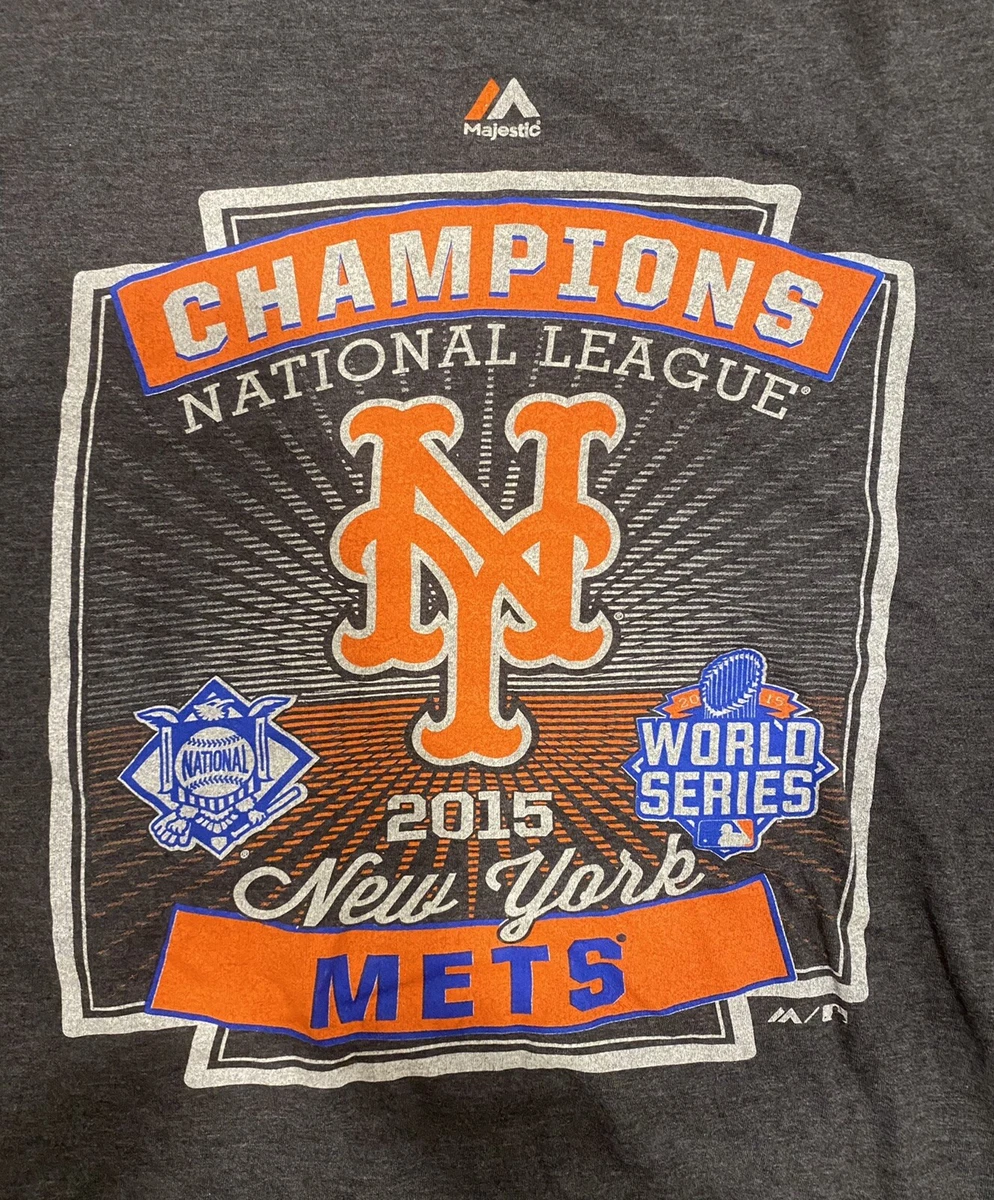 Majestic
CHAMPIONS
NATIONAL LEAGUE®
NY
NATIONAL
2015
WORLD
SERIES
2015
New York
METS